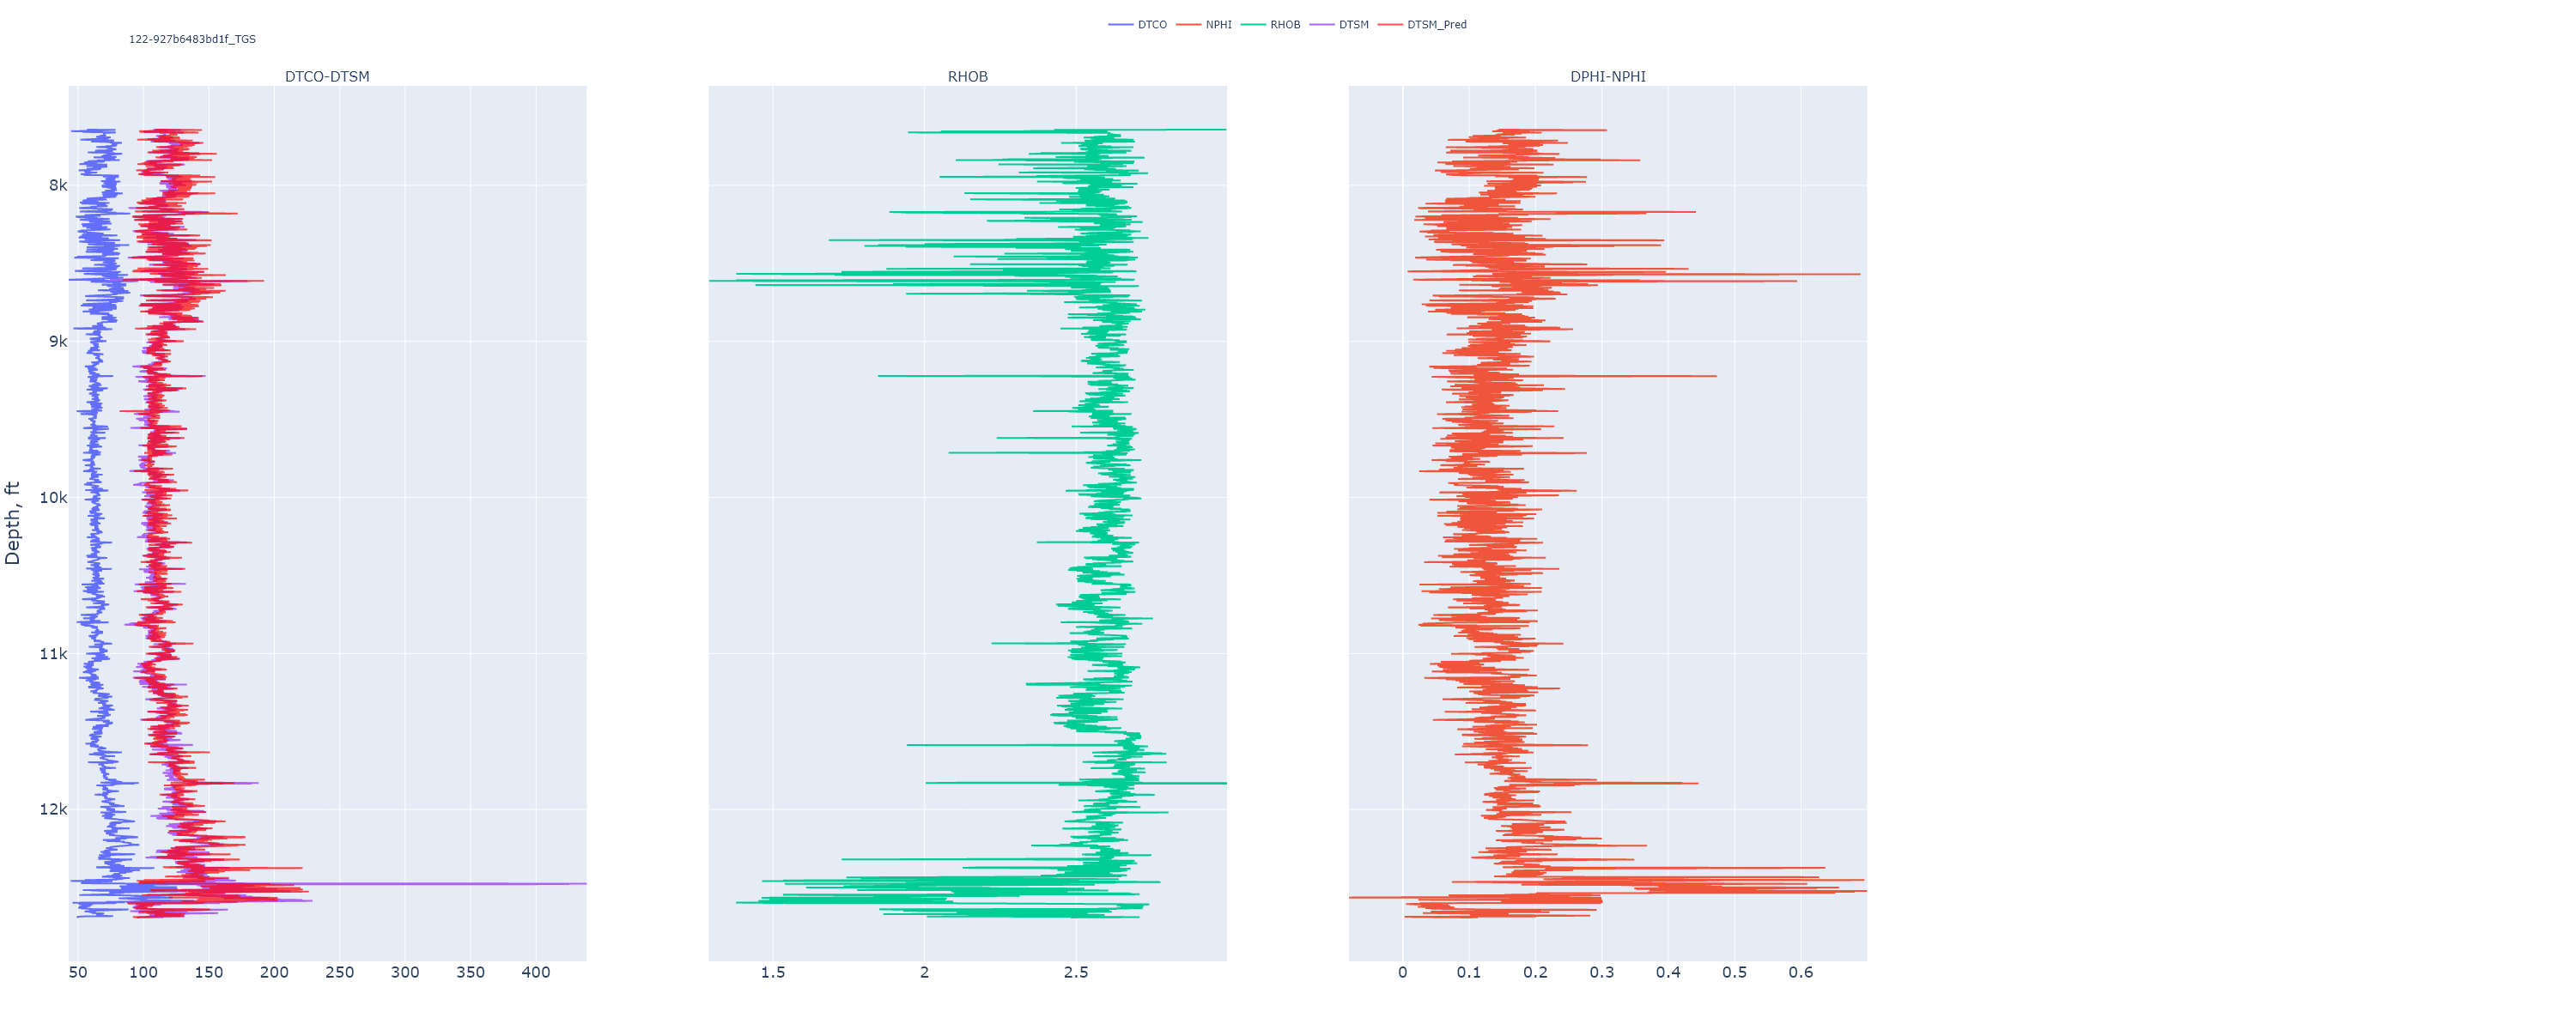 DTCO NPHI RHOB DTSM DTSM_Pred
122-927b6483bd1f_TGS
DTCO-DTSM RHOB DPHI-NPHI
8k
9k
10k
Depth, ft
11k
12k
50 100 150 200 250 300 350 400 1.5 2 2.5 0 0.1 0.2 0.3 0.4 0.5 0.6